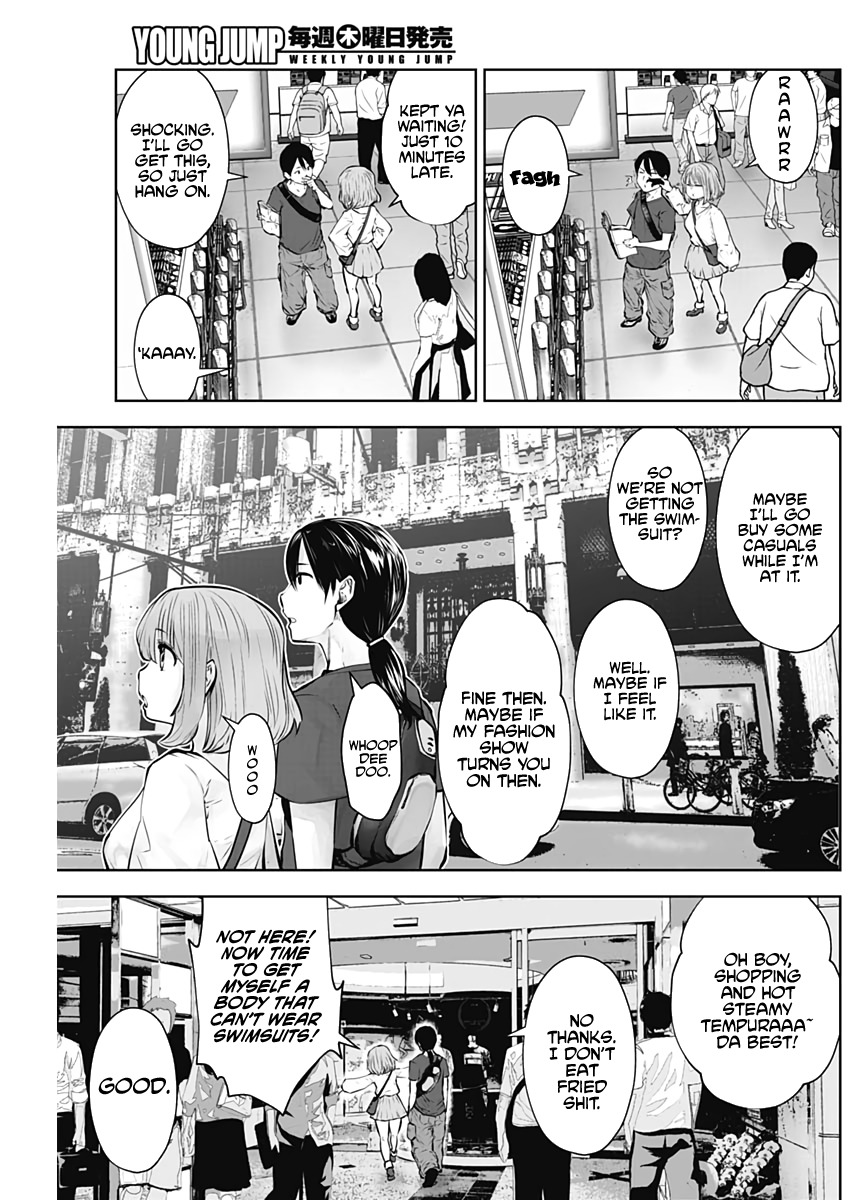 YOUNG JUMP 毎週木曜日発売
WEEKLY YOUNG JUMP
RAAWRR
fagh
KEPT YA
WAITING!
JUST 10
MINUTES
LATE.
SHOCKING.
I'LL GO
GET THIS,
SO JUST
HANG ON.
'KAAAY.
MAYBE
I'LL GO
BUY SOME
CASUALS
WHILE I'M
AT IT.
SO
WE'RE NOT
GETTING
THE SWIM-
SUIT?
WELL.
MAYBE IF
I FEEL
LIKE IT.
FINE THEN.
MAYBE IF
MY FASHION
SHOW
TURNS YOU
ON THEN.
WHOOP
DEE
DOO.
WOOO
OH BOY,
SHOPPING
AND HOT
STEAMY
TEMPURAAA~
DA BEST!
NO
THANKS.
I DON'T
EAT
FRIED
SHIT.
NOT HERE!
NOW TIME
TO GET
MYSELF A
BODY THAT
CAN'T WEAR
SWIMSUITS!
GOOD.